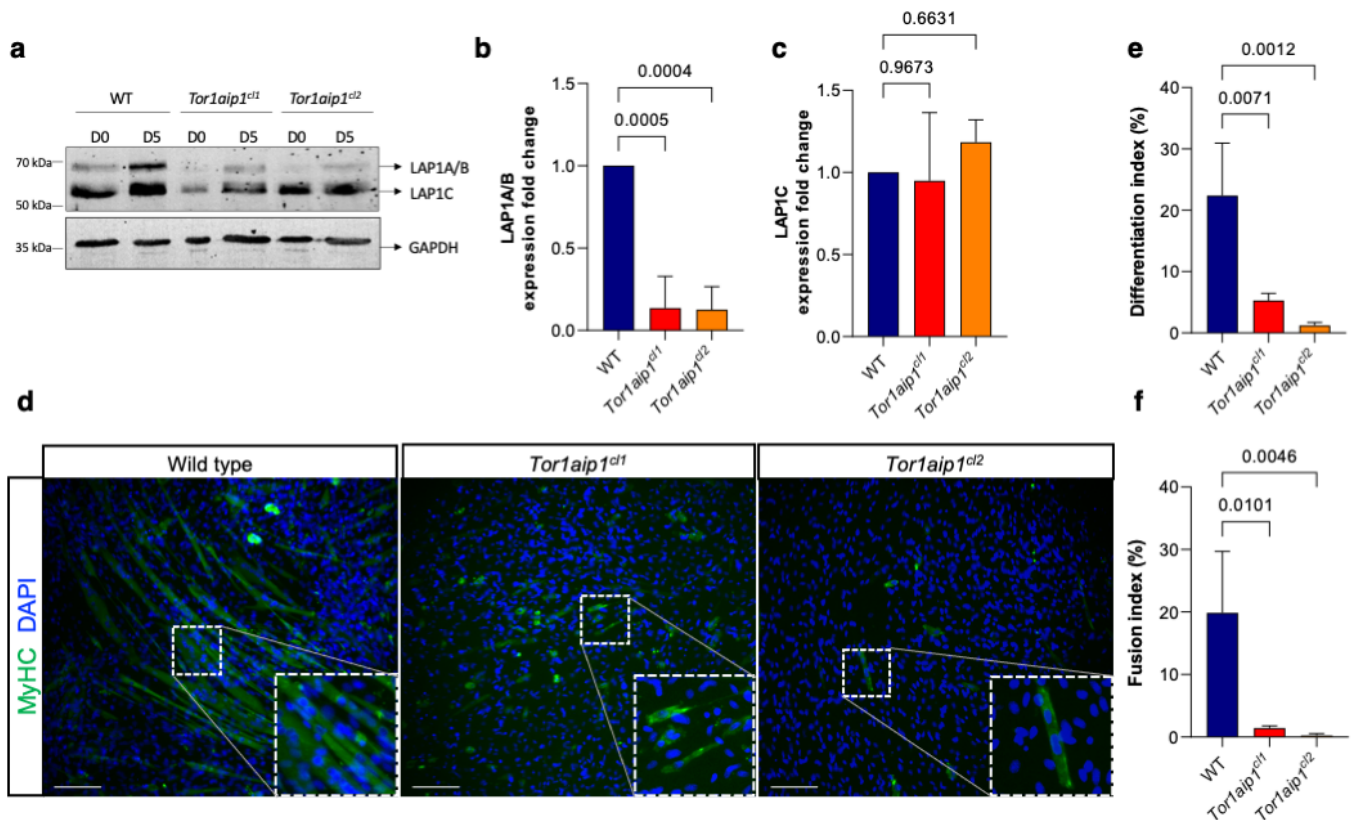 a
WT Tor1aip1cl1 Tor1aip1cl2
D0 D5 D0 D5 D0 D5
70 kDa
LAP1A/B
LAP1C
50 kDa
35 kDa
GAPDH
b
0.0004
0.0005
1.5
1.0
0.5
0.0
LAP1A/B
expression fold change
WT
Tor1aip1cl1
Tor1aip1cl2
c
0.6631
0.9673
1.5
1.0
0.5
0.0
LAP1C
expression fold change
WT
Tor1aip1cl1
Tor1aip1cl2
d
Wild type
Tor1aip1cl1
Tor1aip1cl2
MyHC DAPI
e
0.0012
0.0071
40
30
20
10
0
Differentiation index (%)
WT
Tor1aip1cl1
Tor1aip1cl2
f
0.0046
0.0101
40
30
20
10
0
Fusion index (%)
WT
Tor1aip1cl1
Tor1aip1cl2